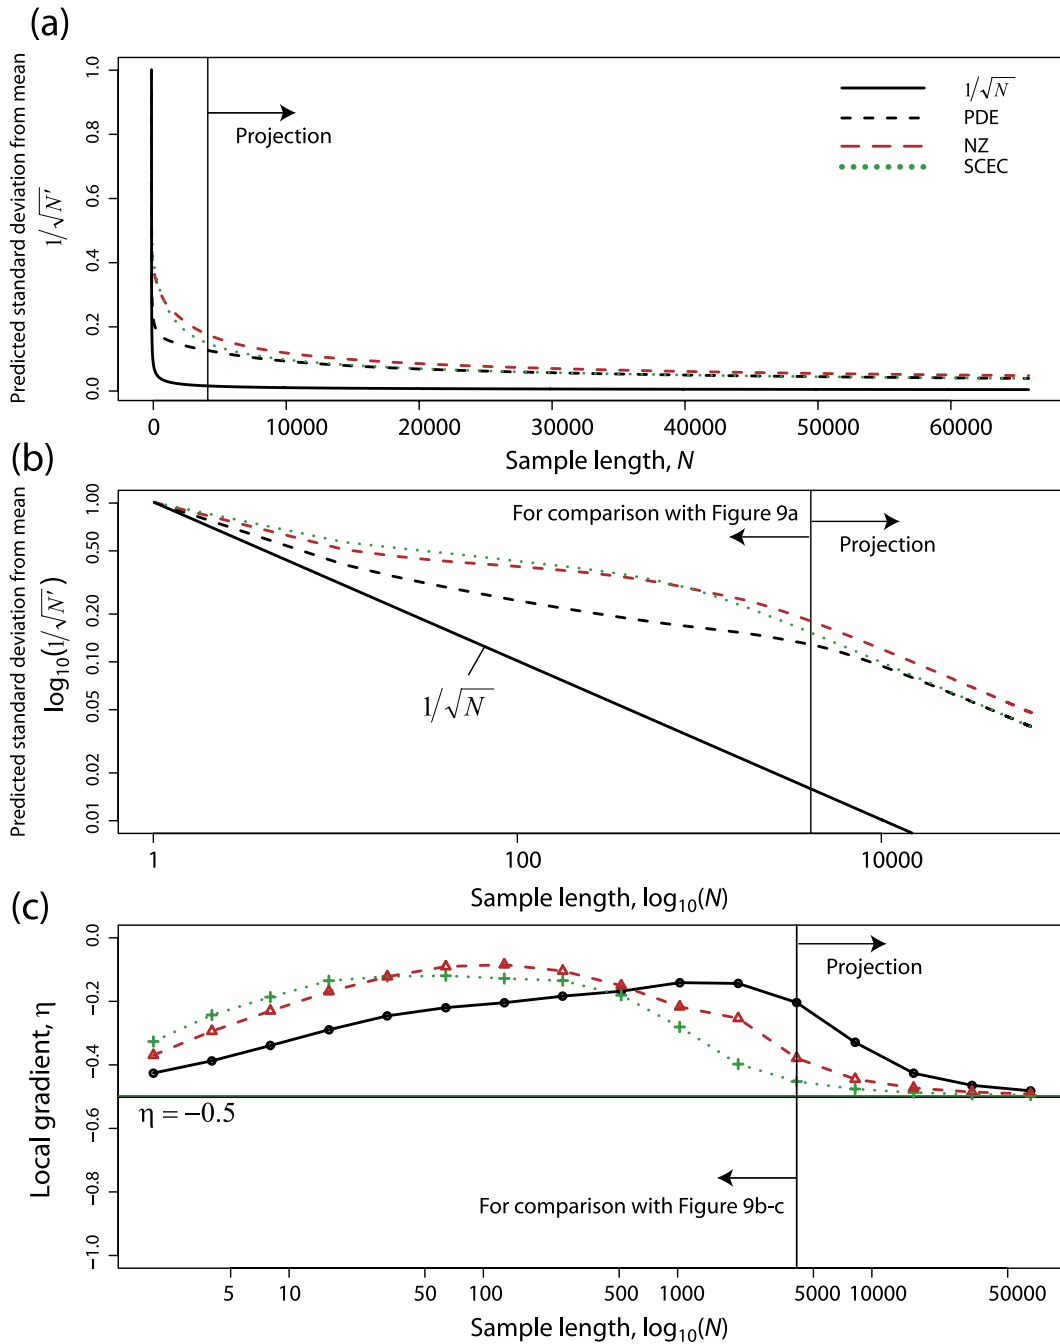 (a)
Predicted standard deviation from mean
1/√N′
1.0
0.8
0.6
0.4
0.2
0.0
Projection
1/√N
PDE
NZ
SCEC
0
10000
20000
30000
40000
50000
60000
Sample length, N
(b)
Predicted standard deviation from mean
log₁₀(1/√N′)
1.00
0.50
0.20
0.10
0.05
0.02
0.01
For comparison with Figure 9a
Projection
1/√N
1
100
10000
Sample length, log₁₀(N)
(c)
Local gradient, η
0.0
−0.2
−0.4
−0.6
−0.8
−1.0
Projection
η = −0.5
For comparison with Figure 9b-c
5
10
50
100
500
1000
5000
10000
50000
Sample length, log₁₀(N)